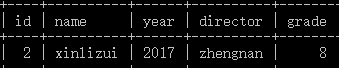 | id | name | year | director | grade
| 2 | xinlizui | 2017 | zhengnan | 8